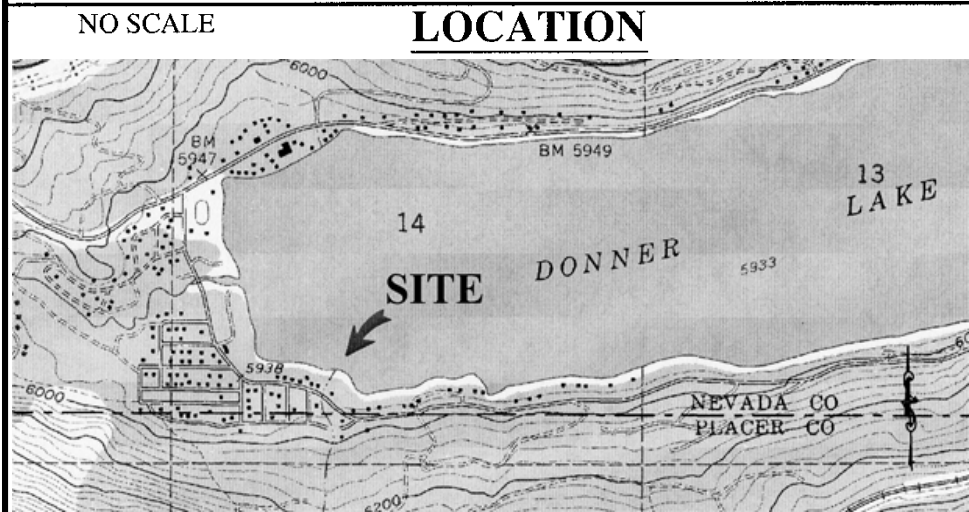 NO SCALE
LOCATION
6000
BM
5947
BM 5949
13
LAKE
14
DONNER
5933
SITE
5938
6000
NEVADA CO
PLACER CO
6200